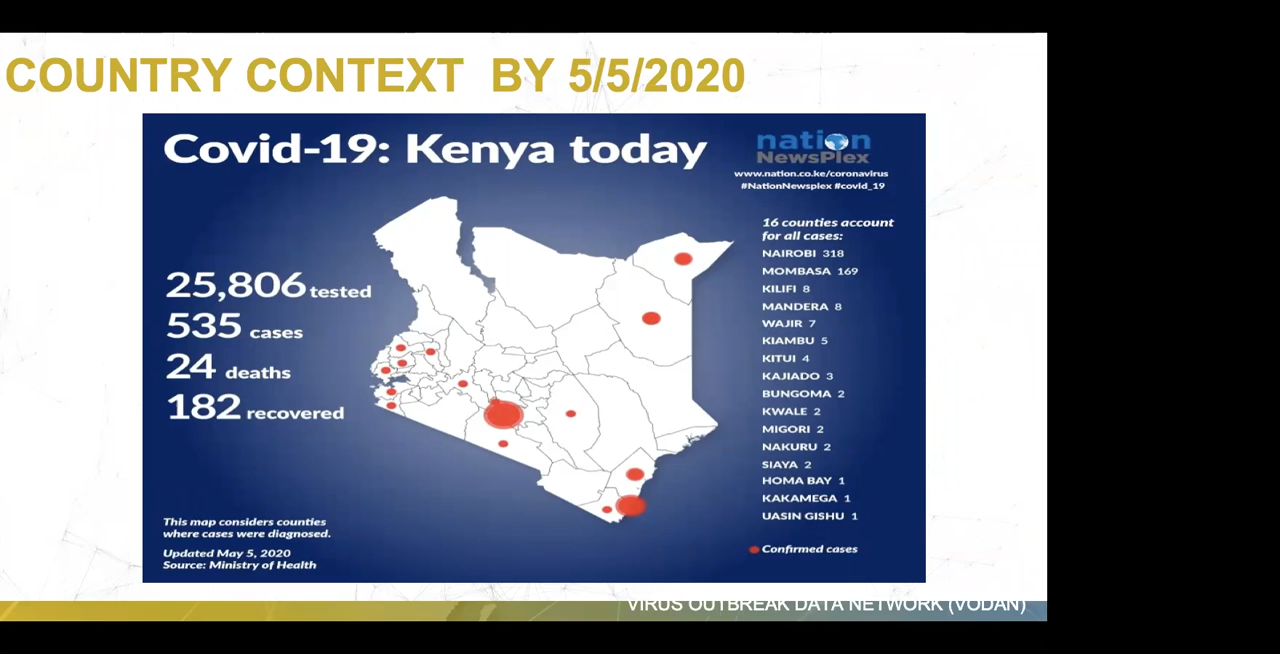 COUNTRY CONTEXT BY 5/5/2020
Covid-19: Kenya today
nation
NewsPlex
www.nation.co.ke/coronavirus
#NationNewsplex #covid_19
25,806 tested
535 cases
24 deaths
182 recovered
16 counties account
for all cases:
NAIROBI 318
MOMBASA 169
KILIFI 8
MANDERA 8
WAJIR 7
KIAMBU 5
KITUI 4
KAJIADO 3
BUNGOMA 2
KWALE 2
MIGORI 2
NAKURU 2
SIAYA 2
HOMA BAY 1
KAKAMEGA 1
UASIN GISHU 1
Confirmed cases
This map considers counties
where cases were diagnosed.
Updated May 5, 2020
Source: Ministry of Health
VIRUS OUTBREAK DATA NETWORK (VODAN)